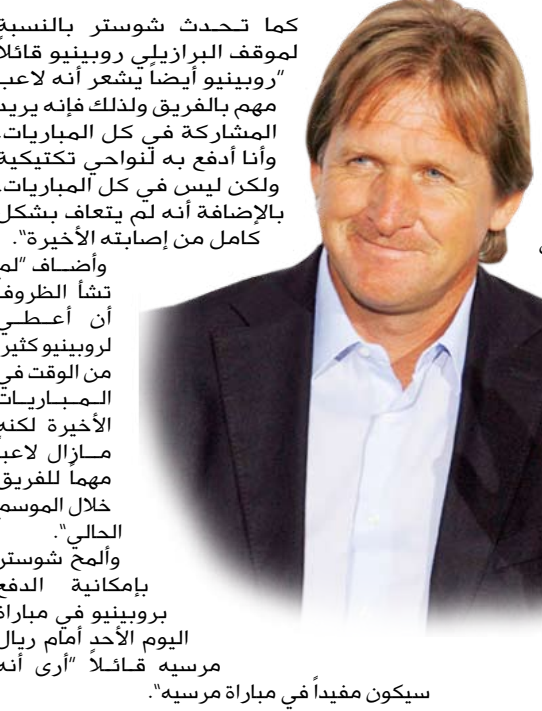 كما تحدث شوستر بالنسبة
لموقف البرازيلي روبينيو قائلاً
"روبينيو أيضاً يشعر أنه لاعب
مهم بالفريق ولذلك فإنه يريد
المشاركة في كل المباريات،
وأنا أدفع به لنواحي تكتيكية
ولكن ليس في كل المباريات،
بالإضافة أنه لم يتعاف بشكل
كامل من إصابته الأخيرة".
وأضاف "لم
تشأ الظروف
أن أعطي
لروبينيو كثيرا
من الوقت في
المباريات
الأخيرة لكنه
مازال لاعبا
مهماً للفريق
خلال الموسم
الحالي".
وألمح شوستر
بإمكانية الدفع
بروبينيو في مباراة
اليوم الأحد أمام ريال
مرسيه قائلاً "أرى أنه
سيكون مفيداً في مباراة مرسيه".